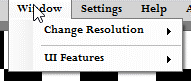 Window Settings Help
Change Resolution
UI Features